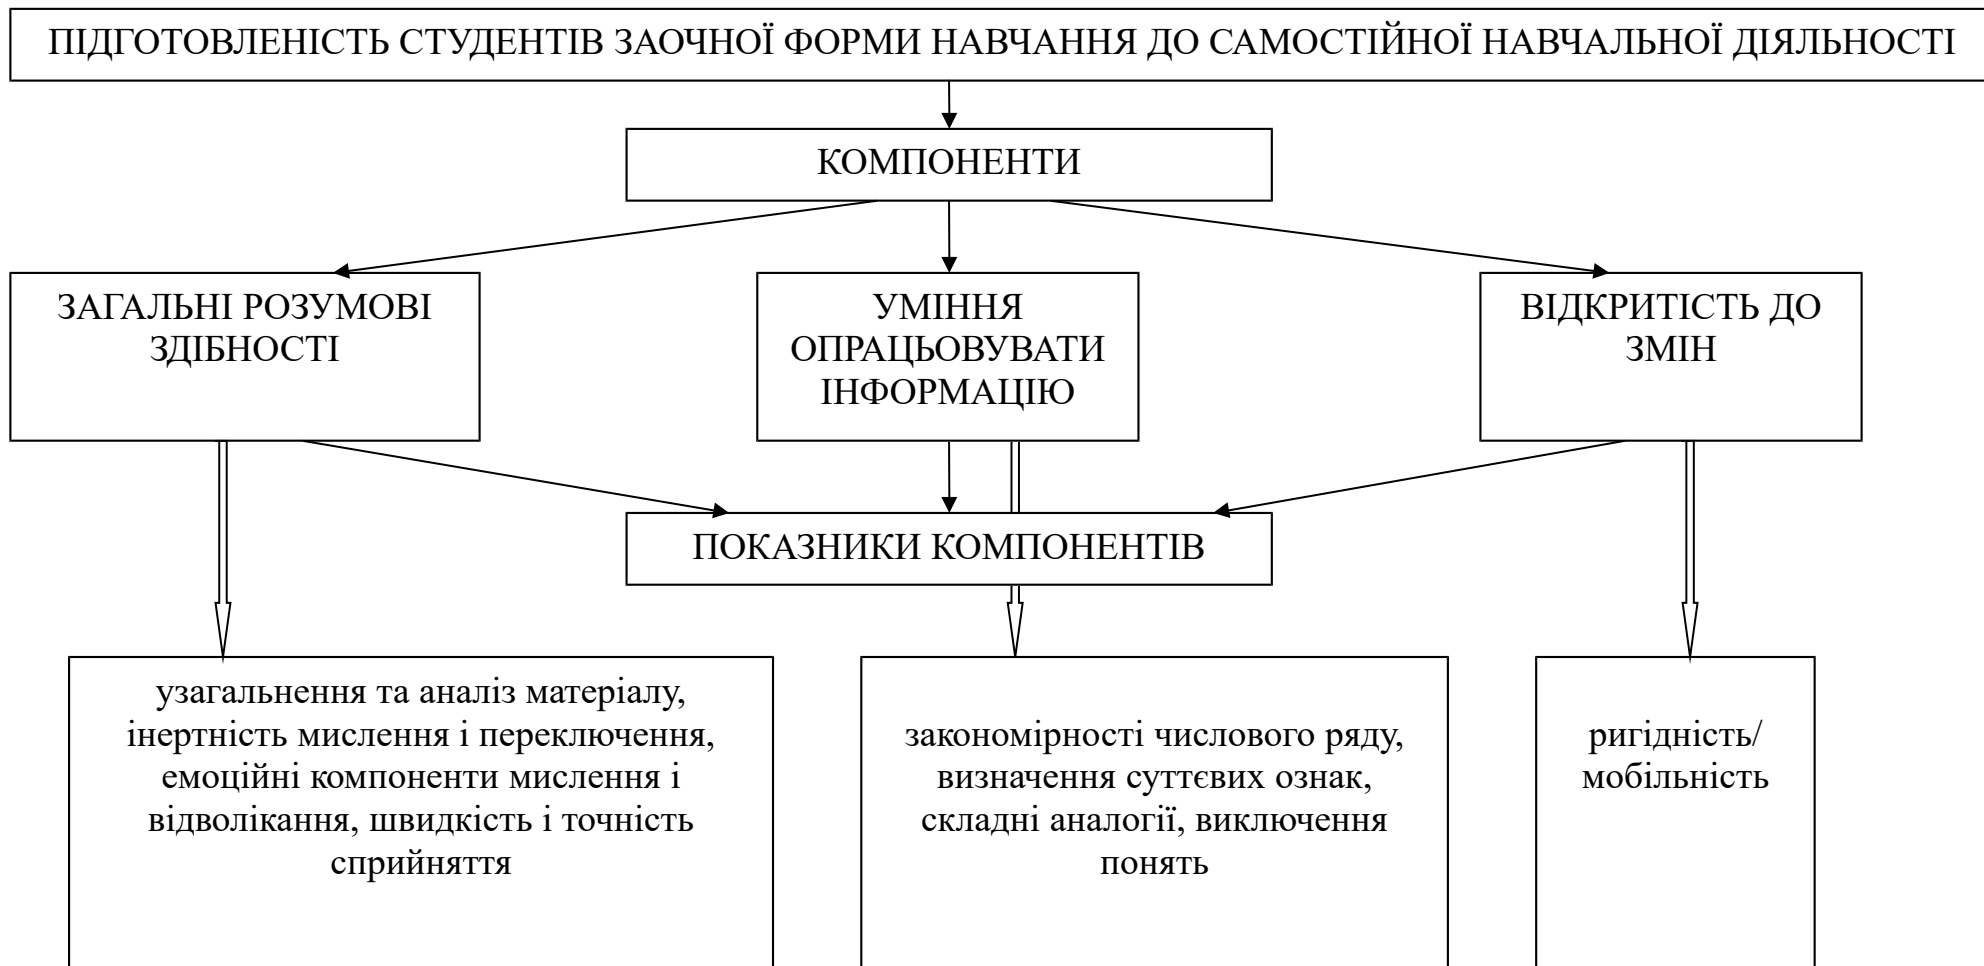 ПІДГОТОВЛЕНІСТЬ СТУДЕНТІВ ЗАОЧНОЇ ФОРМИ НАВЧАННЯ ДО САМОСТІЙНОЇ НАВЧАЛЬНОЇ ДІЯЛЬНОСТІ
КОМПОНЕНТИ
ЗАГАЛЬНІ РОЗУМОВІ
ЗДІБНОСТІ
УМІННЯ
ОПРАЦЬОВУВАТИ
ІНФОРМАЦІЮ
ВІДКРИТІСТЬ ДО
ЗМІН
ПОКАЗНИКИ КОМПОНЕНТІВ
узагальнення та аналіз матеріалу,
інертність мислення і переключення,
емоційні компоненти мислення і
відволікання, швидкість і точність
сприйняття
закономірності числового ряду,
визначення суттєвих ознак,
складні аналогії, виключення
понять
ригідність/
мобільність